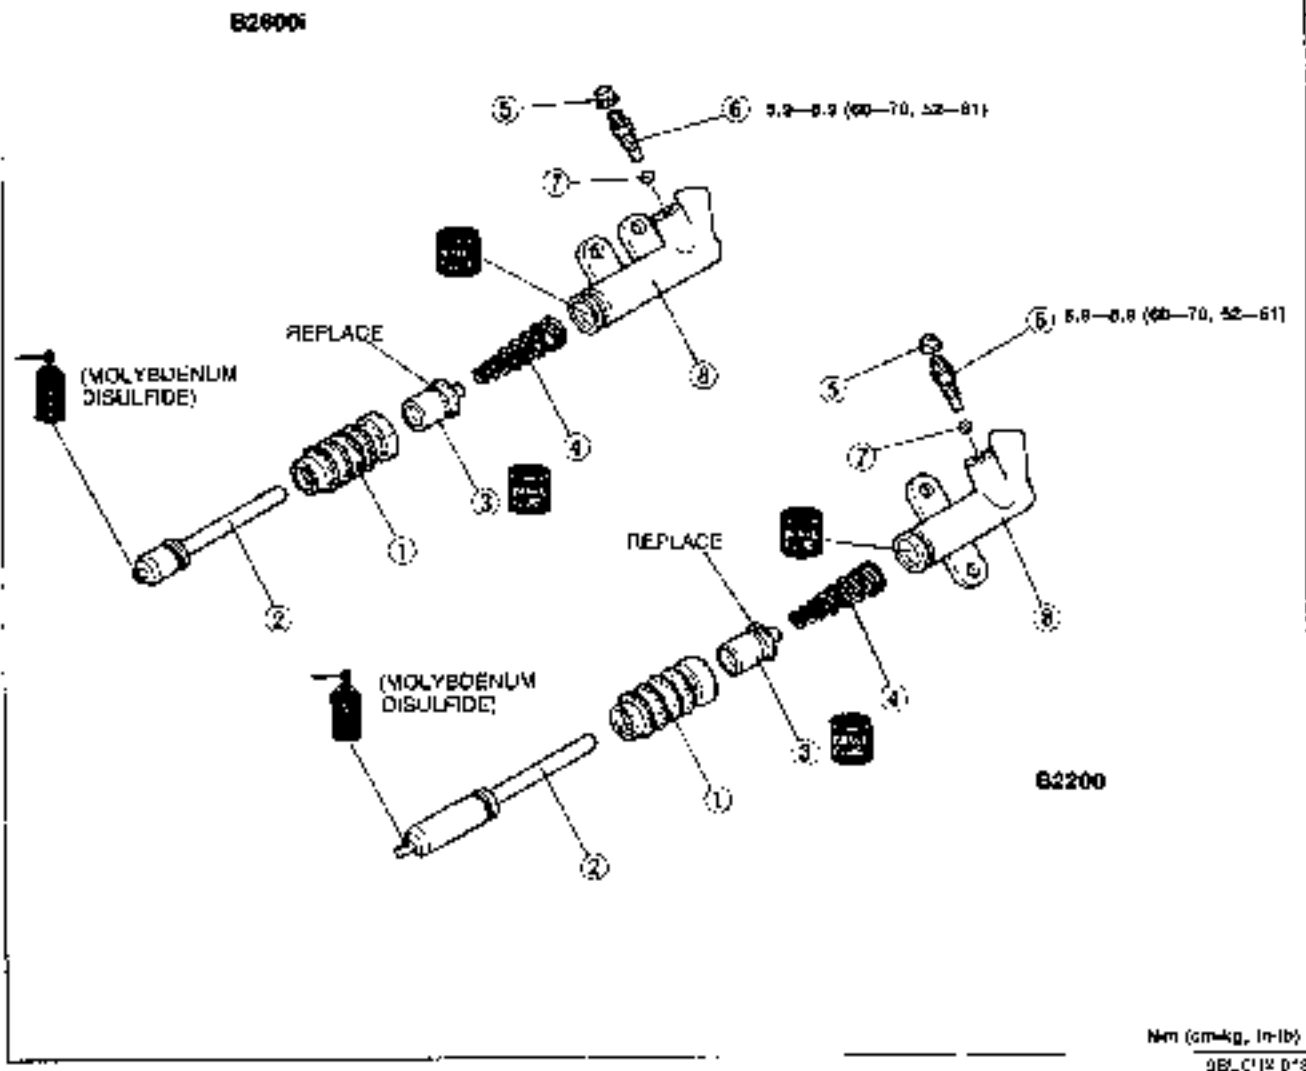 B2600i
5
6 5.9—6.9 (60—70, 52—61)
7
REPLACE
(MOLYBDENUM
DISULFIDE)
8
4
3
1
2
6 5.9—6.9 (60—70, 52—61)
5
7
REPLACE
8
(MOLYBDENUM
DISULFIDE)
4
3
1
2
B2200
N·m (cm-kg, in-lb)